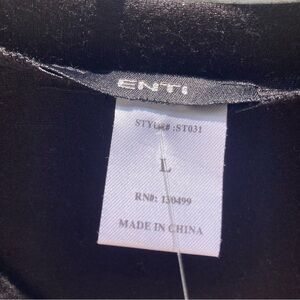 ENTI
STYLE#:ST031
L
RN#: 130499
MADE IN CHINA